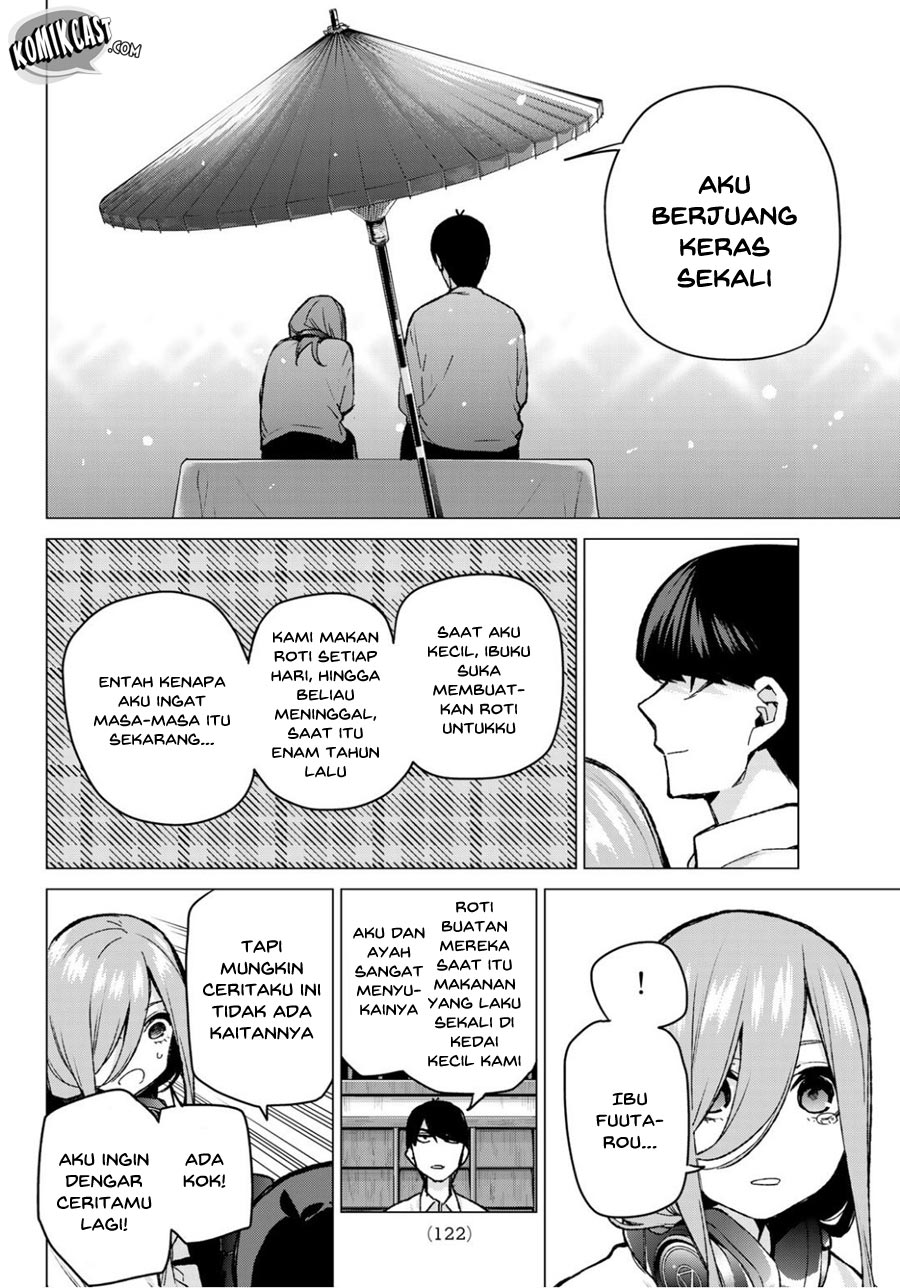 KOMIKCAST
.COM
AKU
BERJUANG
KERAS
SEKALI
SAAT AKU
KECIL, IBUKU
SUKA
MEMBUAT-
KAN ROTI
UNTUKKU
KAMI MAKAN
ROTI SETIAP
HARI, HINGGA
BELIAU
MENINGGAL,
SAAT ITU
ENAM TAHUN
LALU
ENTAH KENAPA
AKU INGAT
MASA-MASA ITU
SEKARANG...
!
IBU
FUUTA-
ROU...
ROTI
BUATAN
MEREKA
SAAT ITU
MAKANAN
YANG LAKU
SEKALI DI
KEDAI
KECIL KAMI
AKU DAN
AYAH
SANGAT
MENYU-
KAINYA
TAPI
MUNGKIN
CERITAKU INI
TIDAK ADA
KAITANNYA
ADA
KOK!
AKU INGIN
DENGAR
CERITAMU
LAGI!
(122)